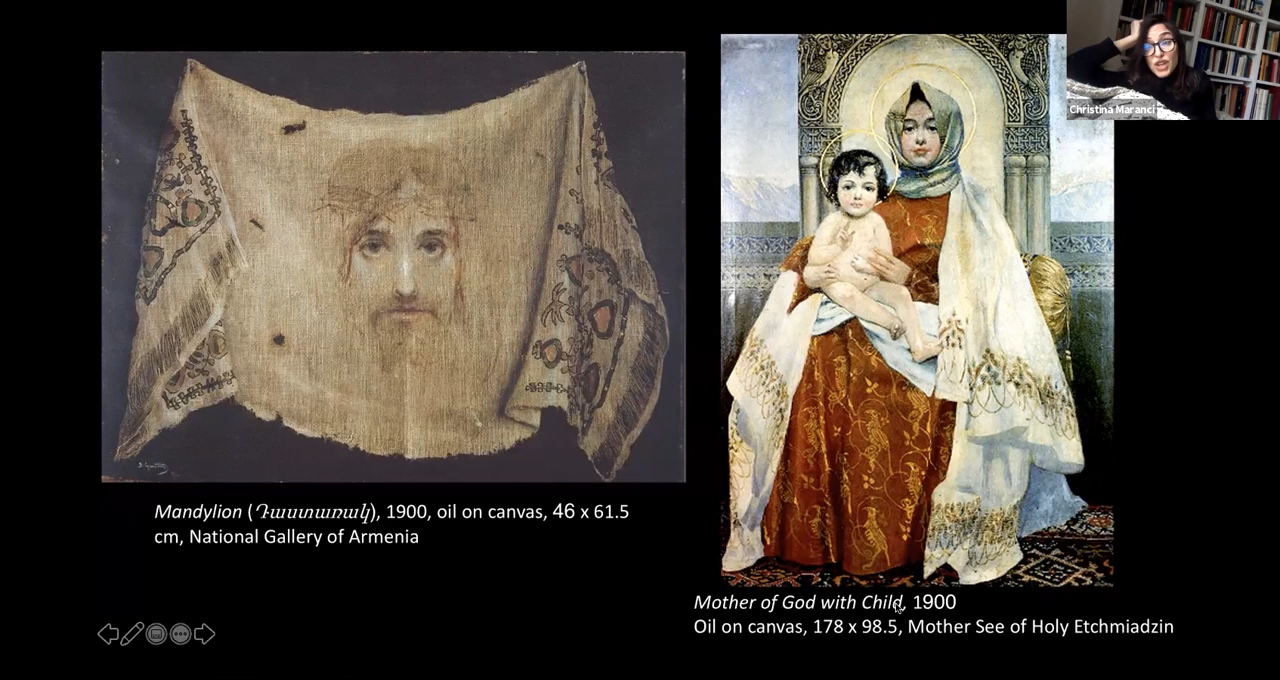 Christina Maranci
Mandylion (Դաստառակ), 1900, oil on canvas, 46 x 61.5
cm, National Gallery of Armenia
Mother of God with Child, 1900
Oil on canvas, 178 x 98.5, Mother See of Holy Etchmiadzin